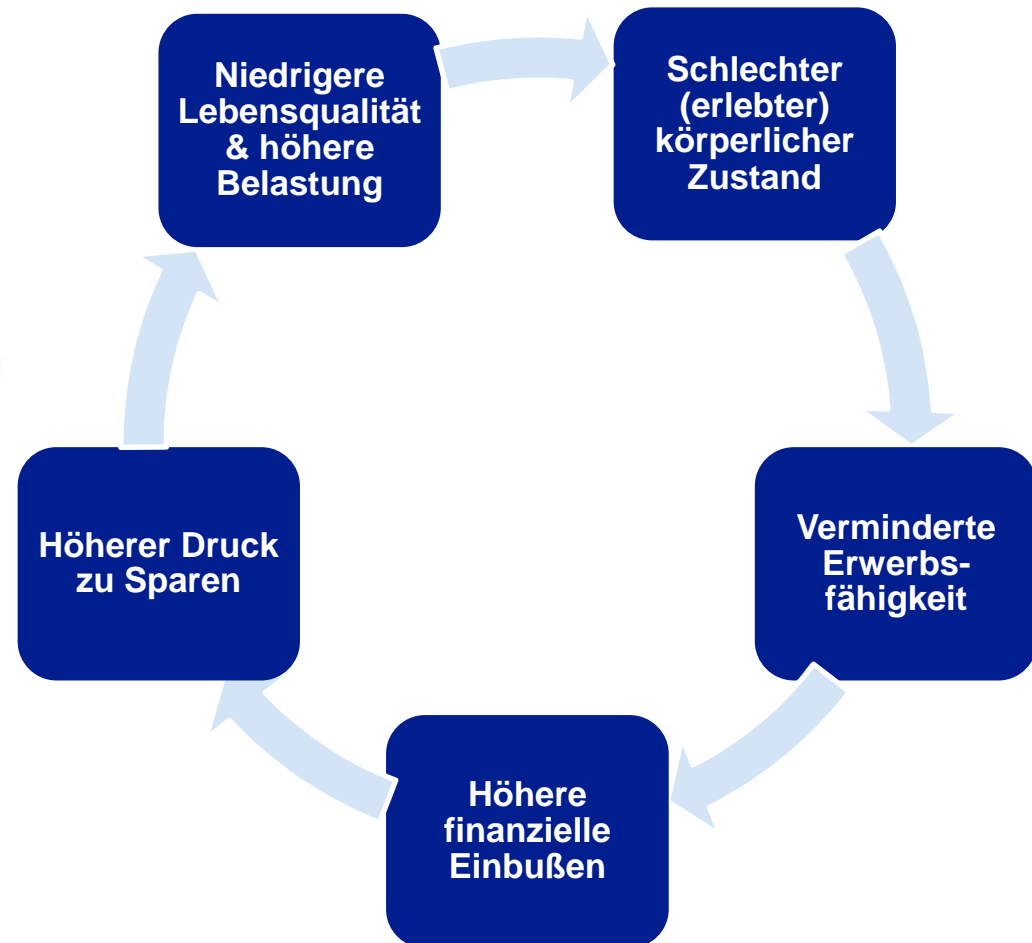 Niedrigere
Lebensqualität
& höhere
Belastung
Schlechter
(erlebter)
körperlicher
Zustand
Verminderte
Erwerbs-
fähigkeit
Höhere
finanzielle
Einbußen
Höherer Druck
zu Sparen